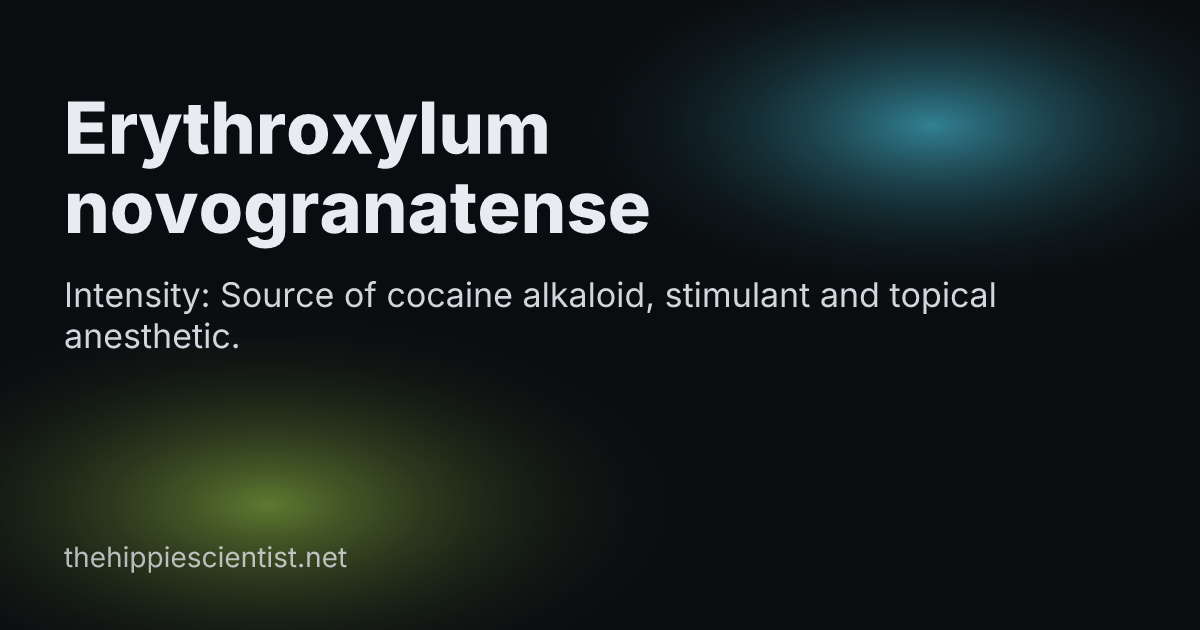 Erythroxylum
novogranatense
Intensity: Source of cocaine alkaloid, stimulant and topical
anesthetic.
thehippiescientist.net